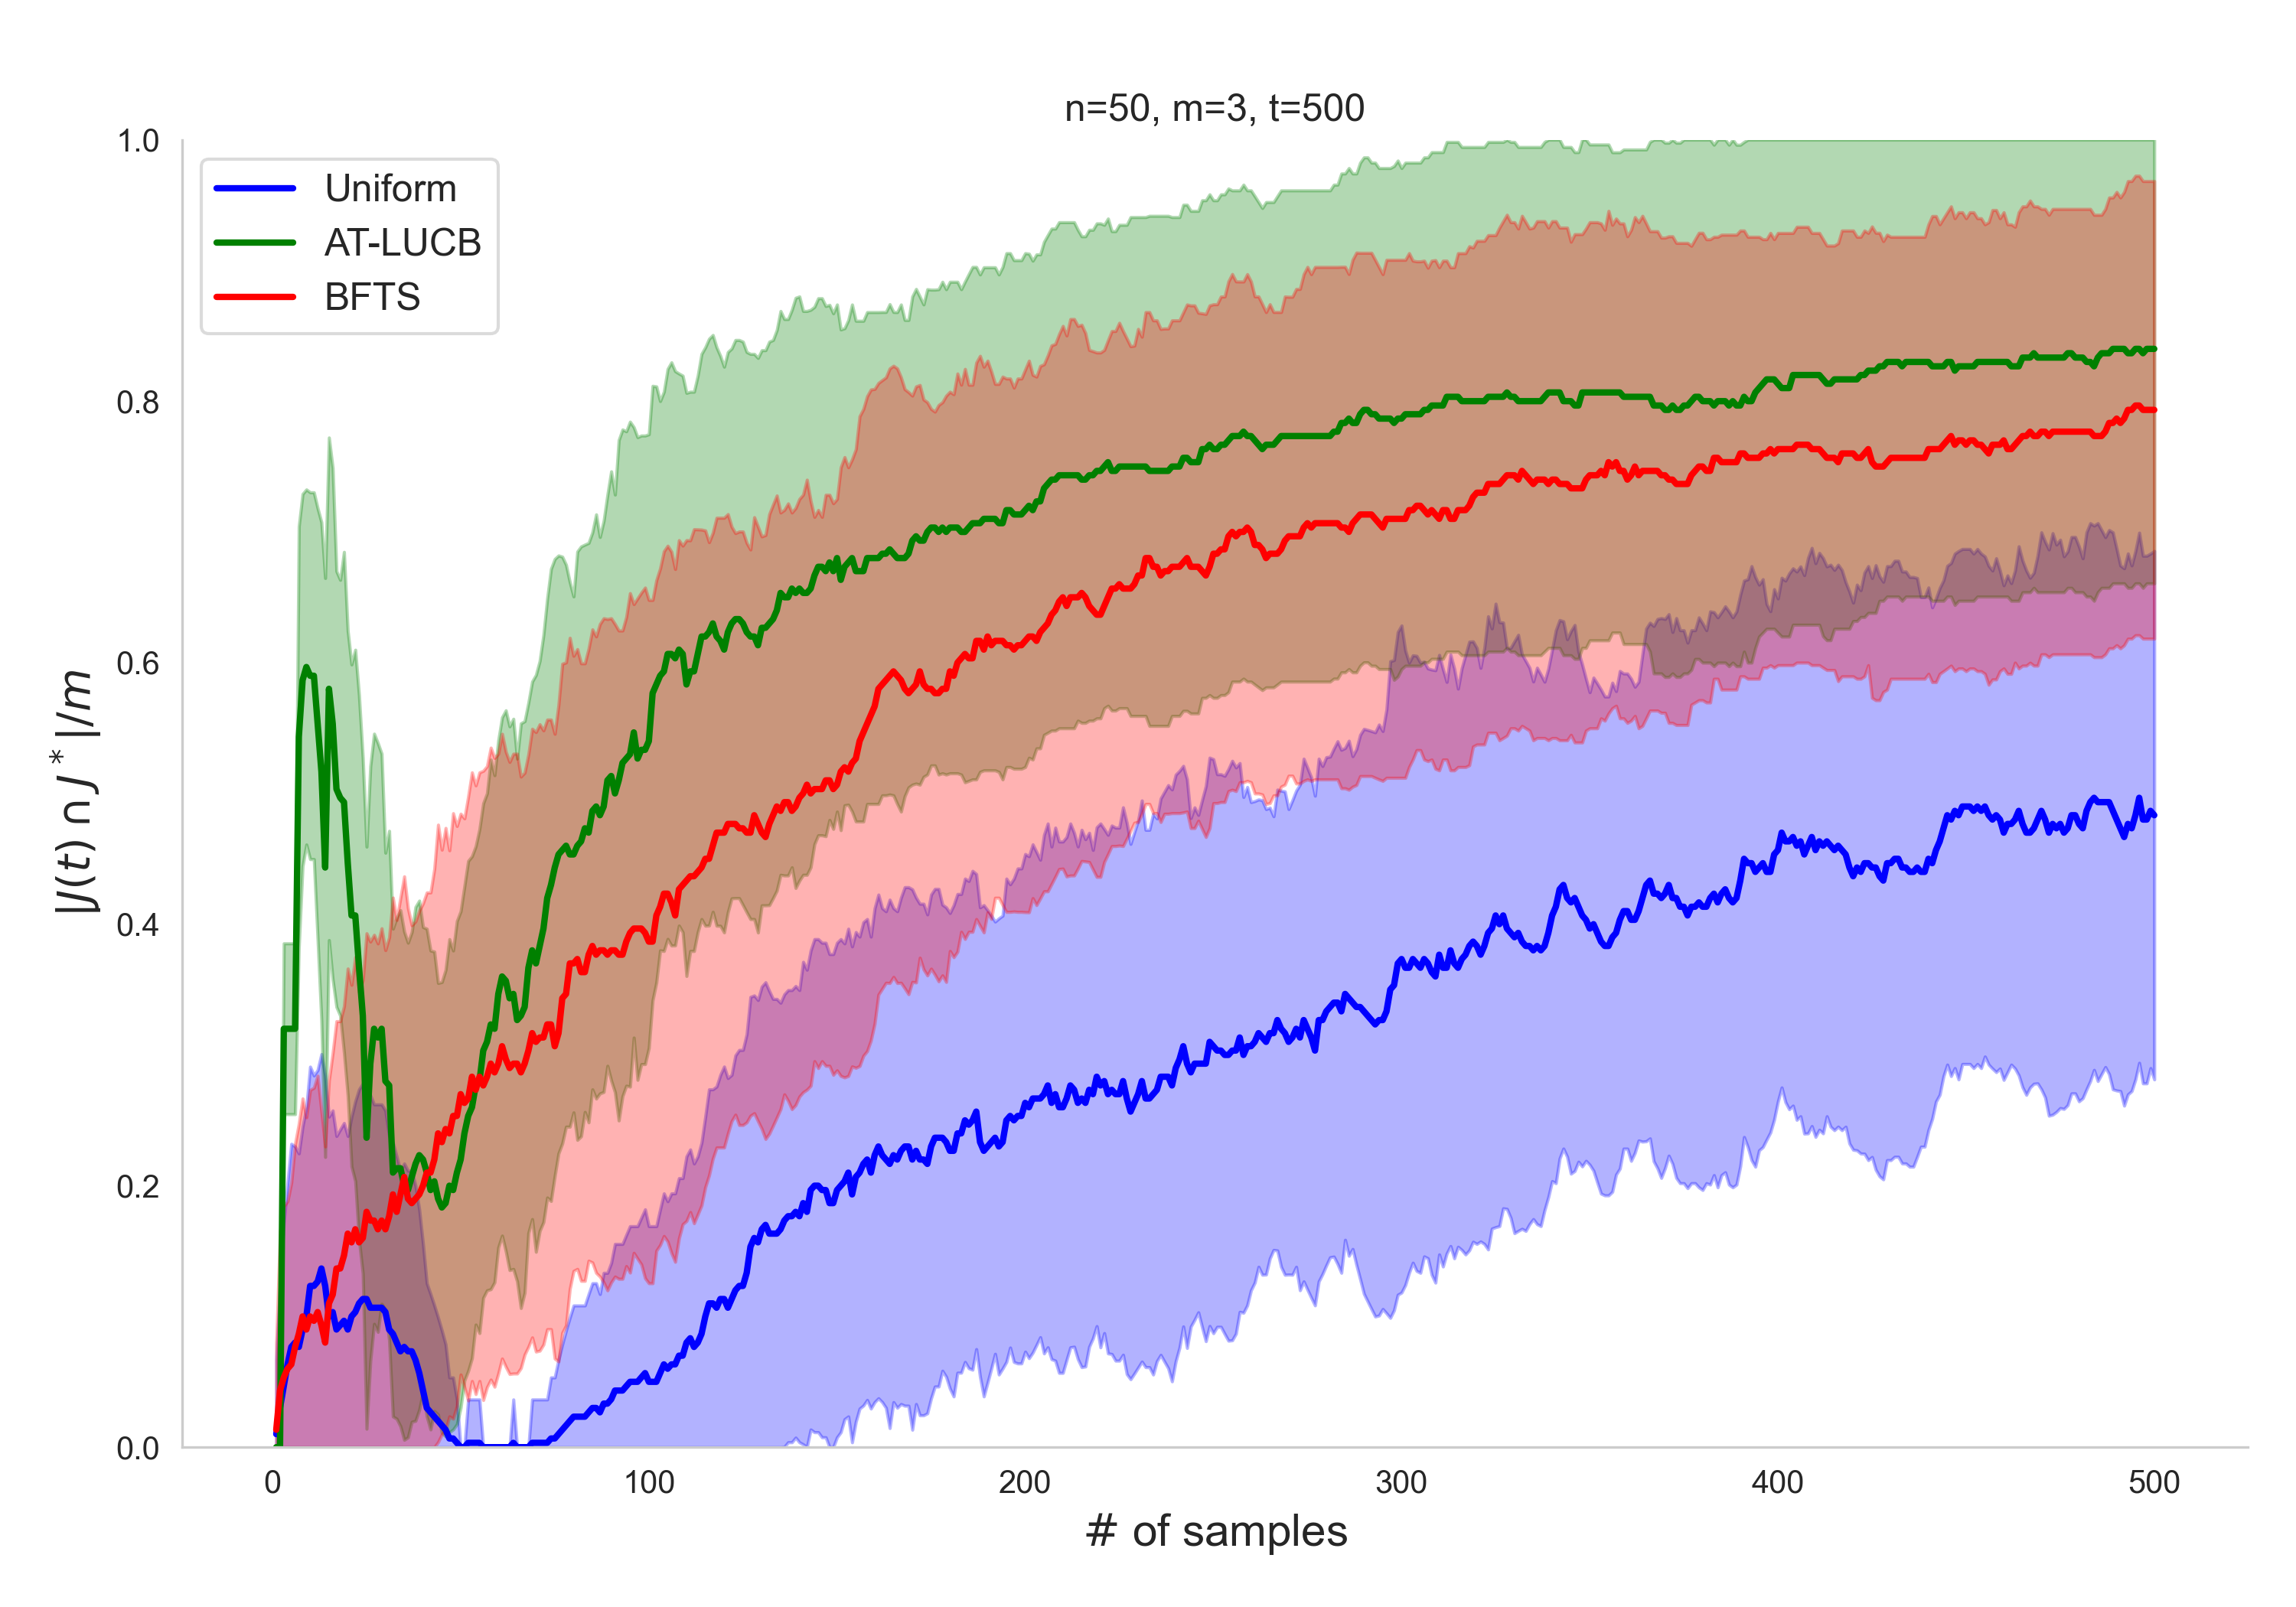 n=50, m=3, t=500
1.0
0.8
0.6
0.4
0.2
0.0
|J(t) ∩ J*|/m
Uniform
AT-LUCB
BFTS
0 100 200 300 400 500
# of samples